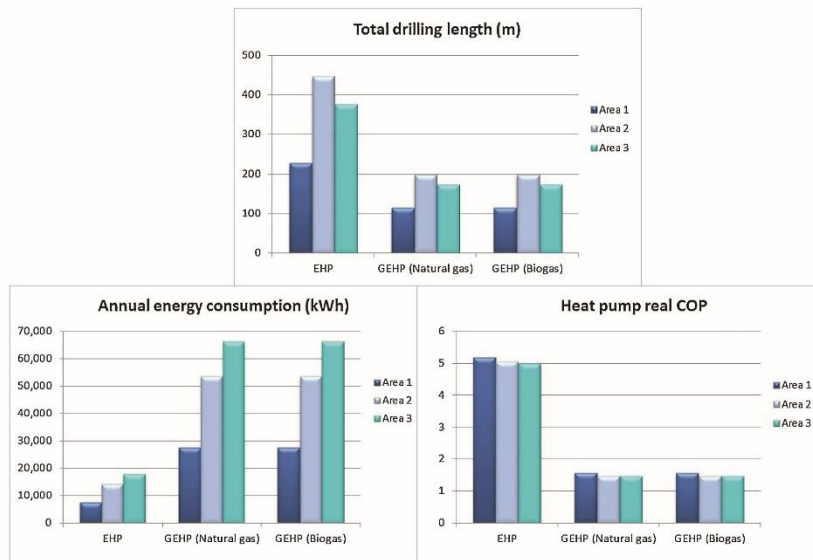 Total drilling length (m)
500
400
300
200
100
0
EHP GEHP (Natural gas) GEHP (Biogas)
Area 1
Area 2
Area 3
Annual energy consumption (kWh)
70,000
60,000
50,000
40,000
30,000
20,000
10,000
0
EHP GEHP (Natural gas) GEHP (Biogas)
Area 1
Area 2
Area 3
Heat pump real COP
6
5
4
3
2
1
0
EHP GEHP (Natural gas) GEHP (Biogas)
Area 1
Area 2
Area 3